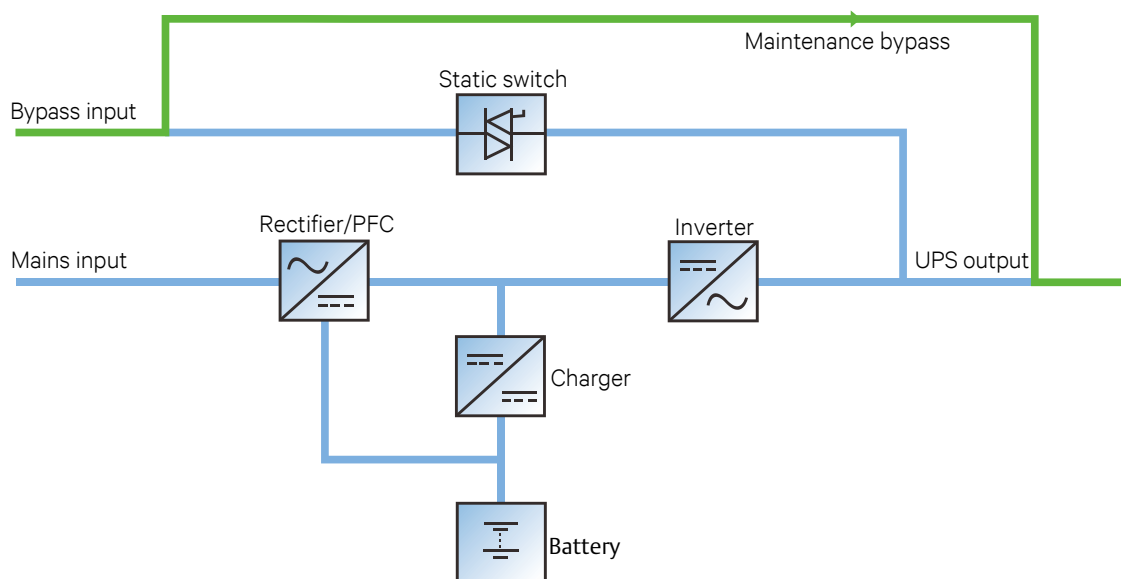 Maintenance bypass
Static switch
Bypass input
Rectifier/PFC
Inverter
Mains input
UPS output
Charger
Battery